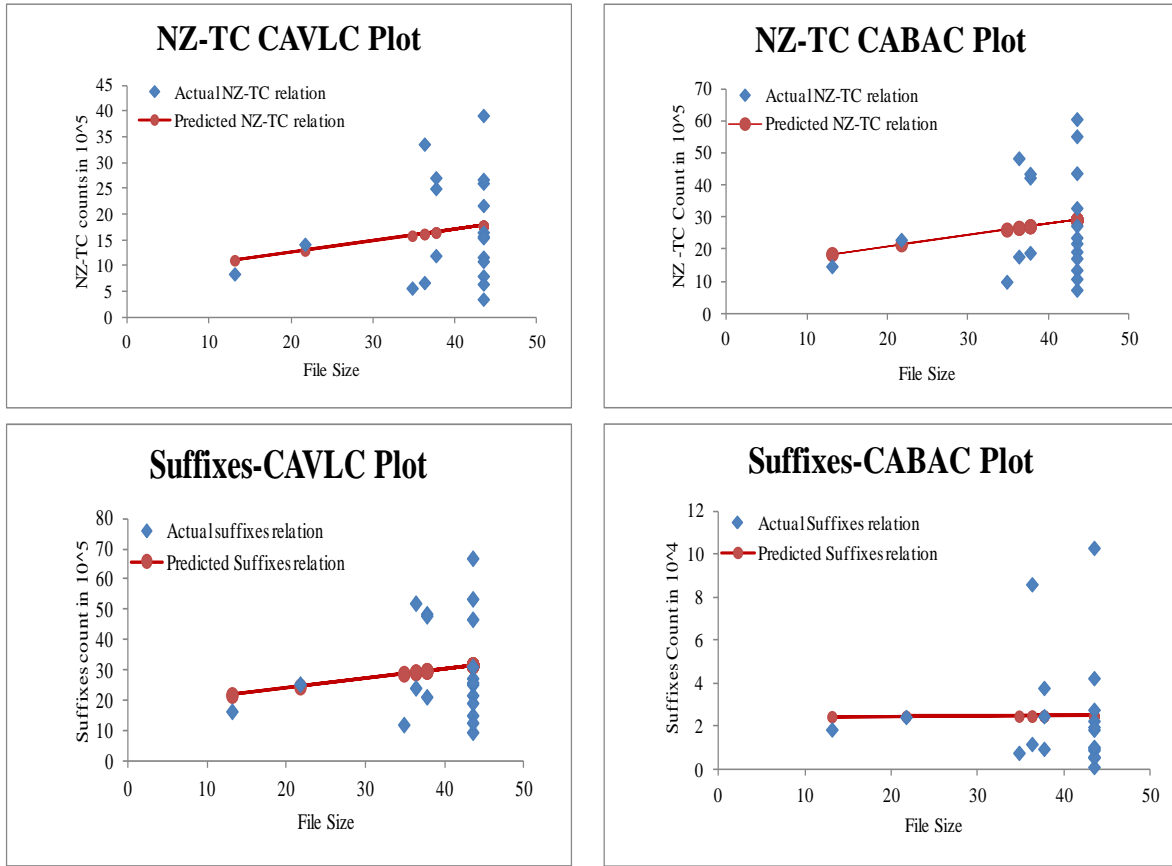 NZ-TC CAVLC Plot
NZ-TC counts in 10^5
45
40
35
30
25
20
15
10
5
0
Actual NZ-TC relation
Predicted NZ-TC relation
0 10 20 30 40 50
File Size
NZ-TC CABAC Plot
NZ -TC Count in 10^5
70
60
50
40
30
20
10
0
Actual NZ-TC relation
Predicted NZ-TC relation
0 10 20 30 40 50
File Size
Suffixes-CAVLC Plot
Suffixes count in 10^5
80
70
60
50
40
30
20
10
0
Actual suffixes relation
Predicted Suffixes relation
0 10 20 30 40 50
File Size
Suffixes-CABAC Plot
Suffixes Count in 10^4
12
10
8
6
4
2
0
Actual Suffixes relation
Predicted Suffixes relation
0 10 20 30 40 50
File Size